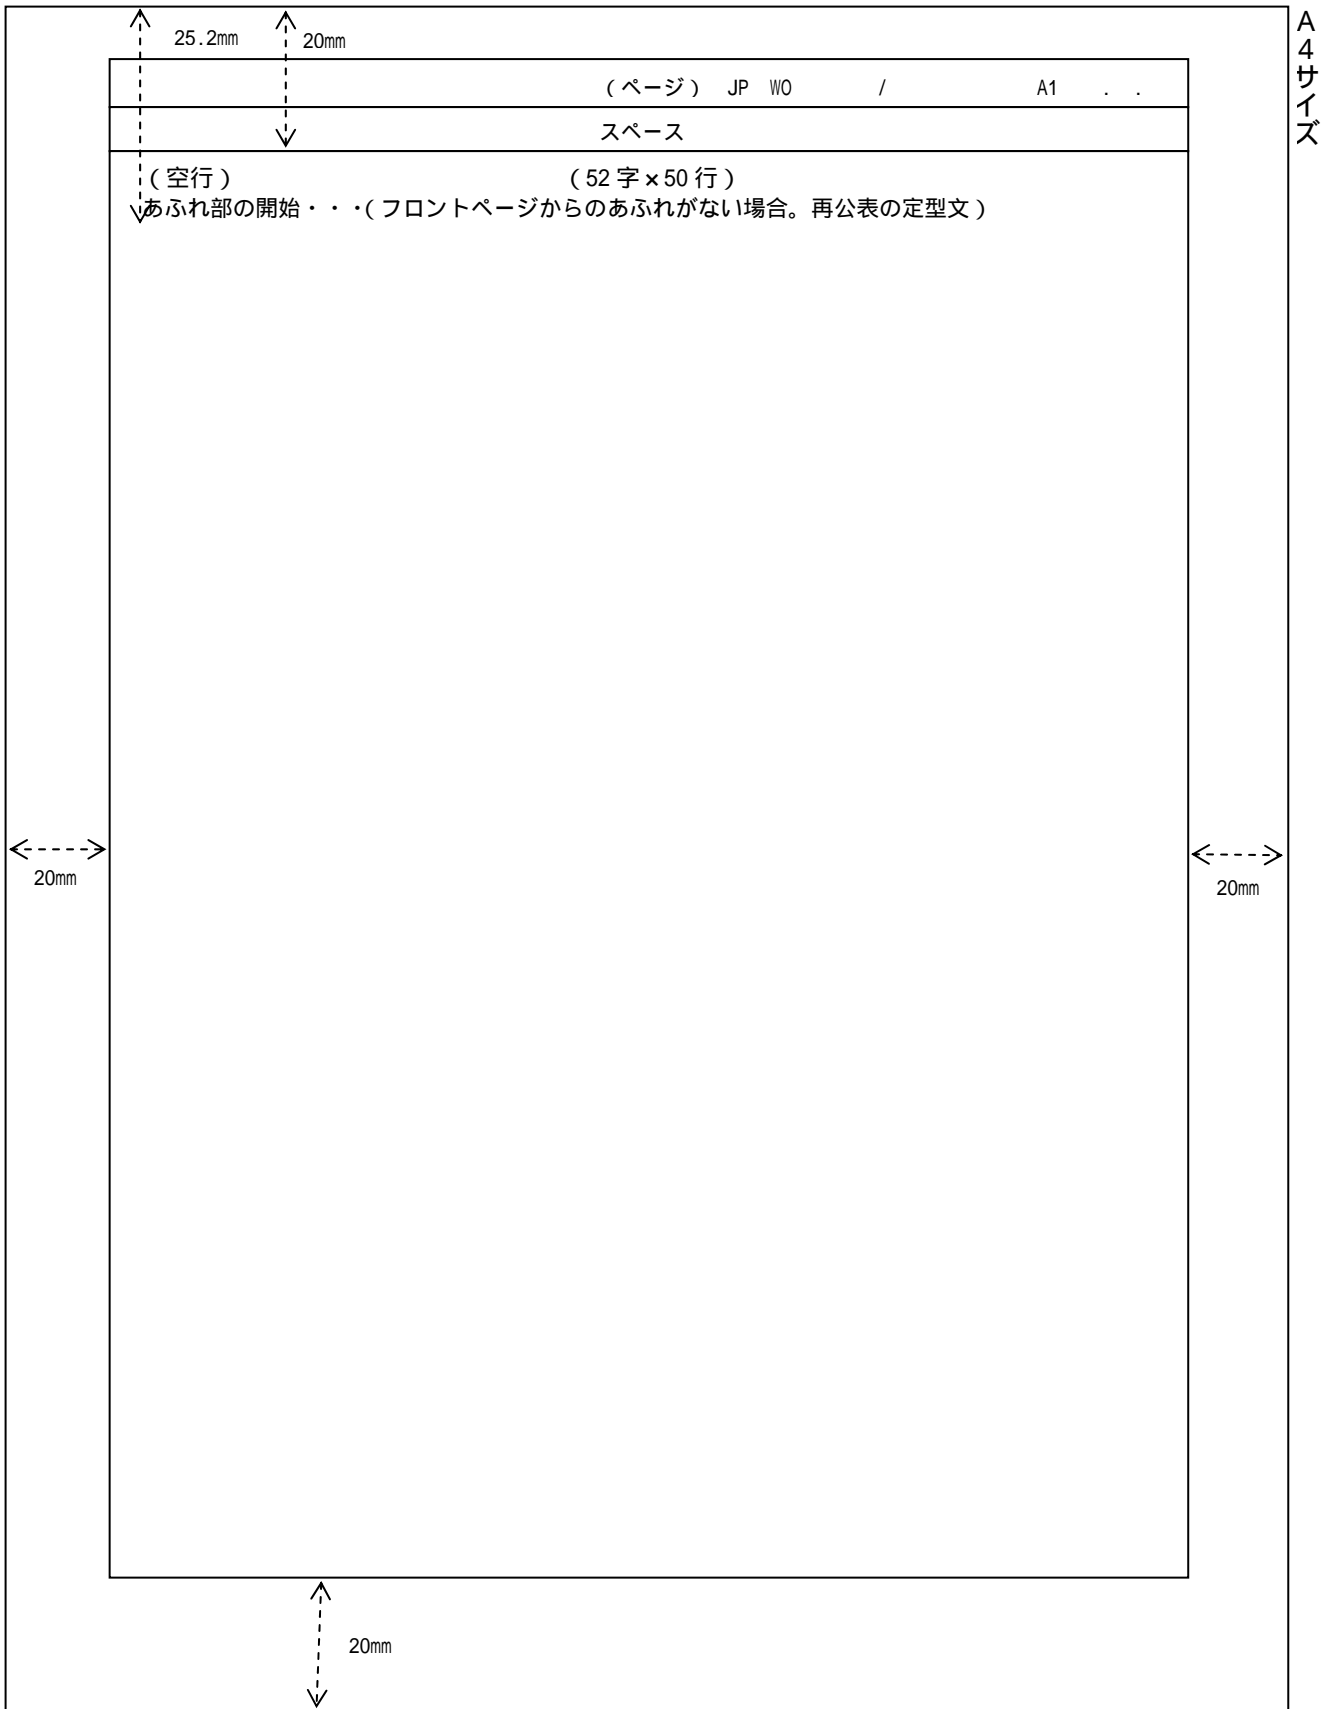 25.2mm 20mm
A4サイズ
(ページ) JP WO / A1 . .
スペース
(空行) (52字×50行)
あふれ部の開始・・・(フロントページからのあふれがない場合。再公表の定型文)
20mm
20mm
20mm